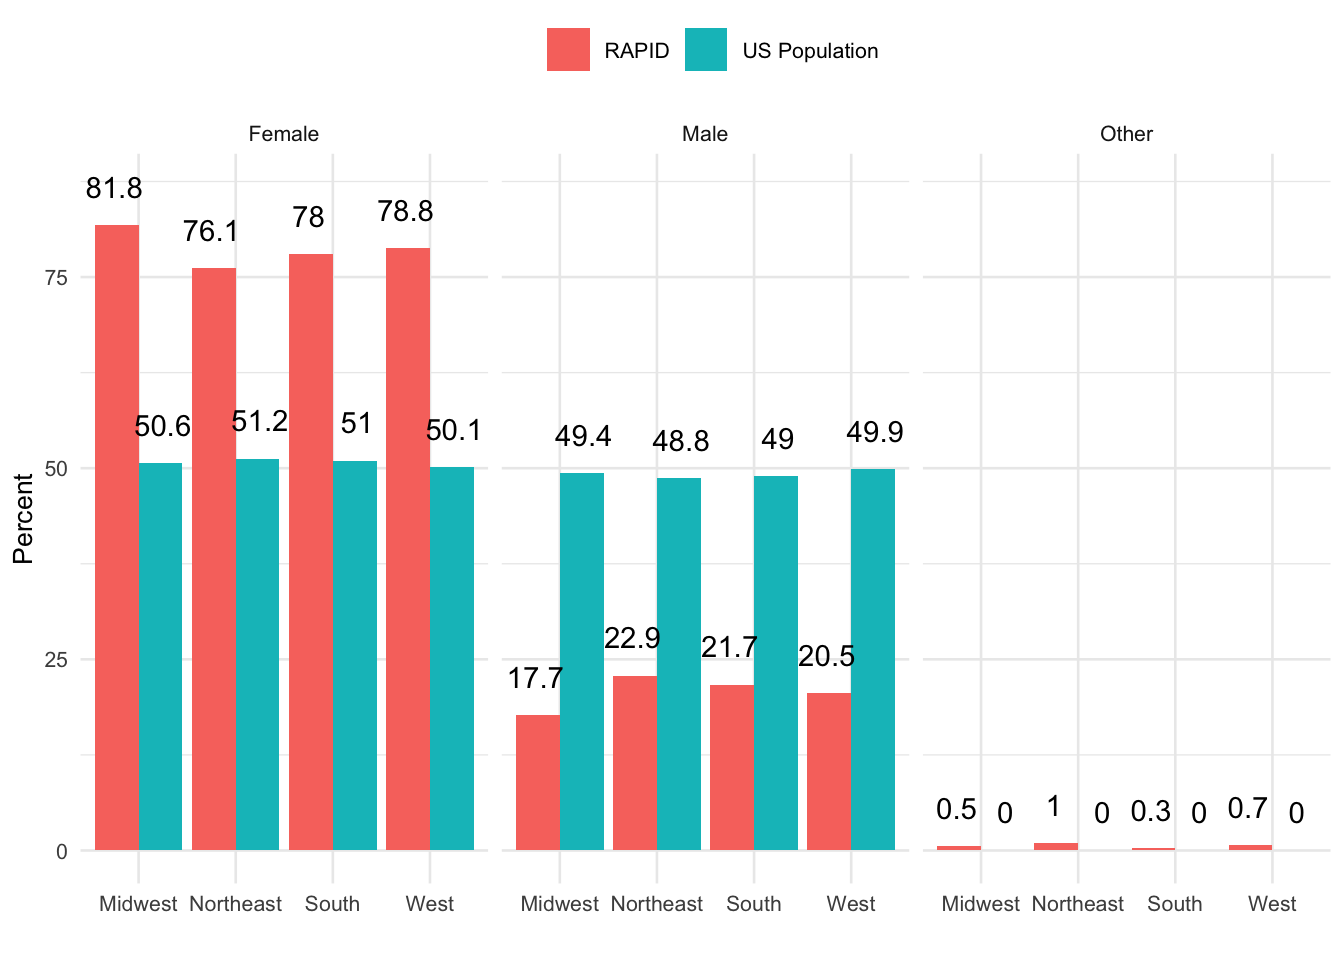 RAPID US Population
Female Male Other
81.8 76.1 78 78.8
50.6 51.2 51 50.1
49.4 48.8 49 49.9
17.7 22.9 21.7 20.5
0.5 0 1 0 0.3 0 0.7 0
75
50
25
0
Percent
Midwest Northeast South West Midwest Northeast South West Midwest Northeast South West